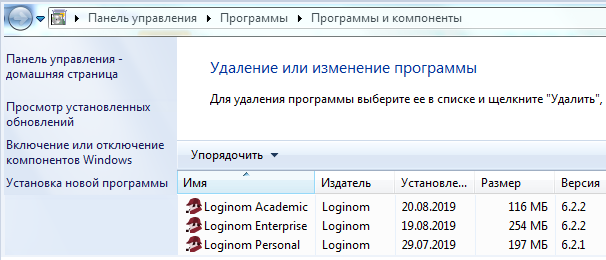 Панель управления ▸ Программы ▸ Программы и компоненты
Панель управления -
домашняя страница
Просмотр установленных
обновлений
Включение или отключение
компонентов Windows
Установка новой программы
Удаление или изменение программы
Для удаления программы выберите ее в списке и щелкните "Удалить",
Упорядочить
Имя Издатель Установле... Размер Версия
Loginom Academic Loginom 20.08.2019 116 МБ 6.2.2
Loginom Enterprise Loginom 19.08.2019 254 МБ 6.2.2
Loginom Personal Loginom 29.07.2019 197 МБ 6.2.1